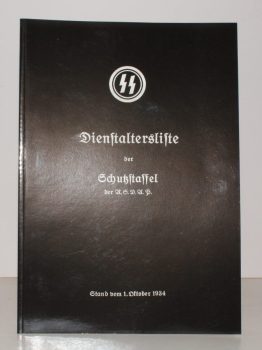 Dienstaltersliste
der
Schutzstaffel
der N.S.D.A.P.
Stand vom 1. Oktober 1934